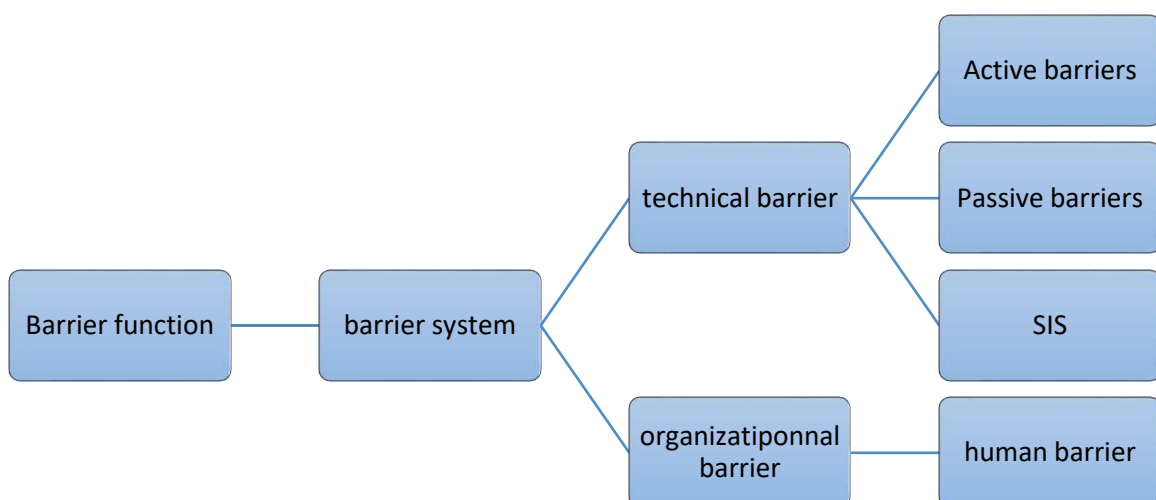 Active barriers
technical barrier
Passive barriers
Barrier function
barrier system
SIS
organizatiponnal
barrier
human barrier